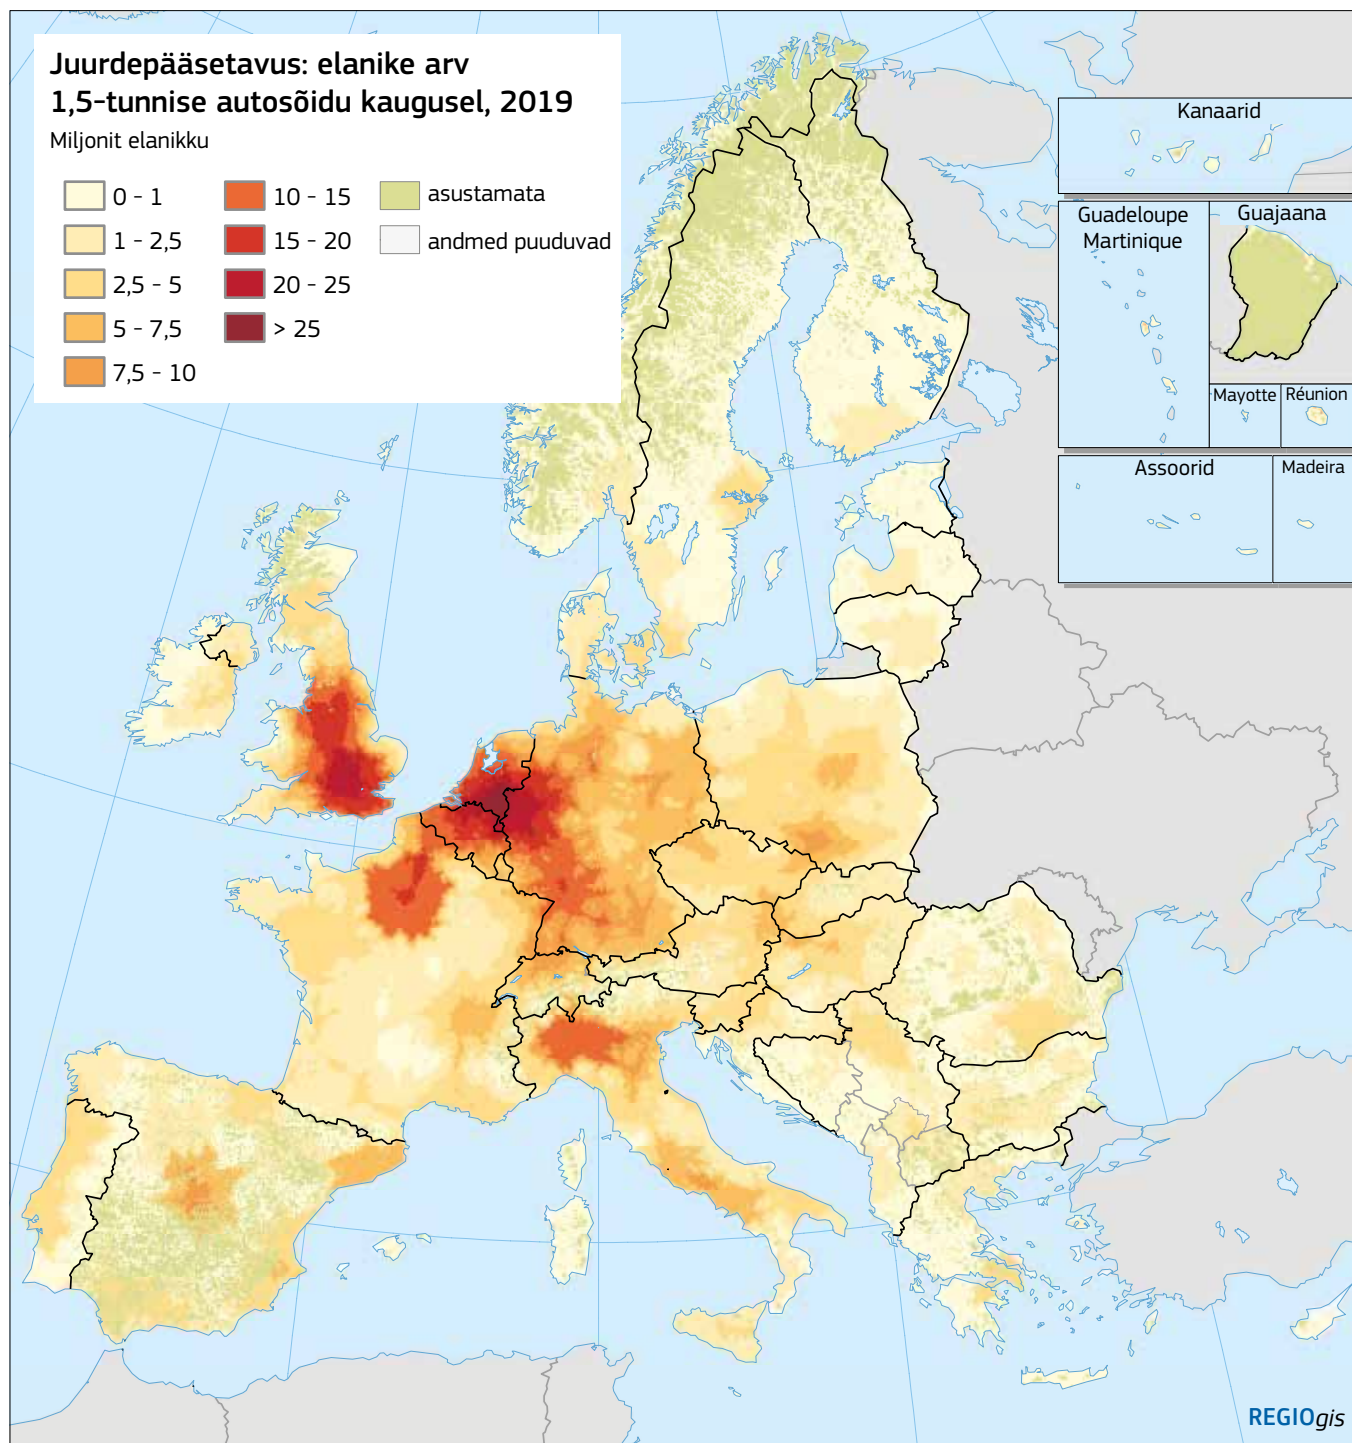 Juurdepääsetavus: elanike arv
1,5-tunnise autosõidu kaugusel, 2019
Miljonit elanikku
0 - 1
1 - 2,5
2,5 - 5
5 - 7,5
7,5 - 10
10 - 15
15 - 20
20 - 25
> 25
asustamata
andmed puuduvad
Kanaarid
Guadeloupe
Martinique
Guajaana
Mayotte
Réunion
Assoorid
Madeira
REGIOgis